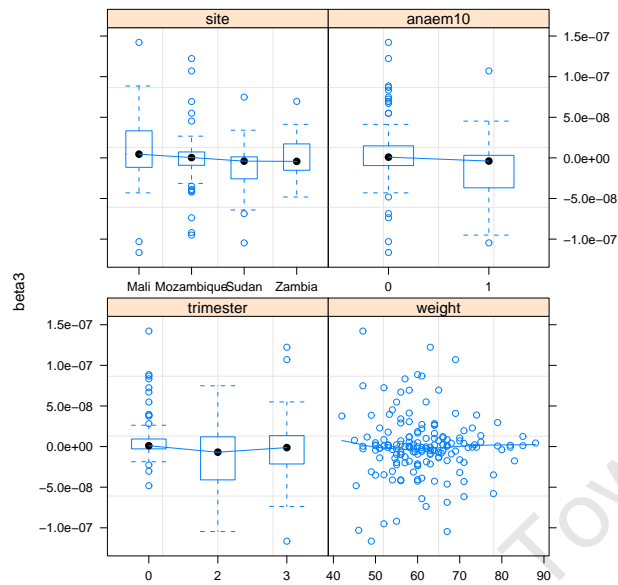 site anaem10
1.5e−07
1.0e−07
5.0e−08
0.0e+00
−5.0e−08
−1.0e−07
Mali Mozambique Sudan Zambia 0 1
beta3
trimester weight
1.5e−07
1.0e−07
5.0e−08
0.0e+00
−5.0e−08
−1.0e−07
0 2 3 40 50 60 70 80 90
Tow